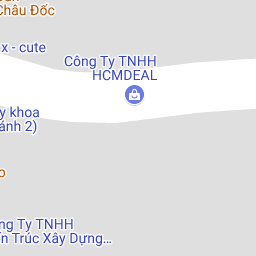 Châu Đốc
x - cute
Công Ty TNHH
HCMDEAL
y khoa
ánh 2)
o
ng Ty TNHH
n Trúc Xây Dựng...